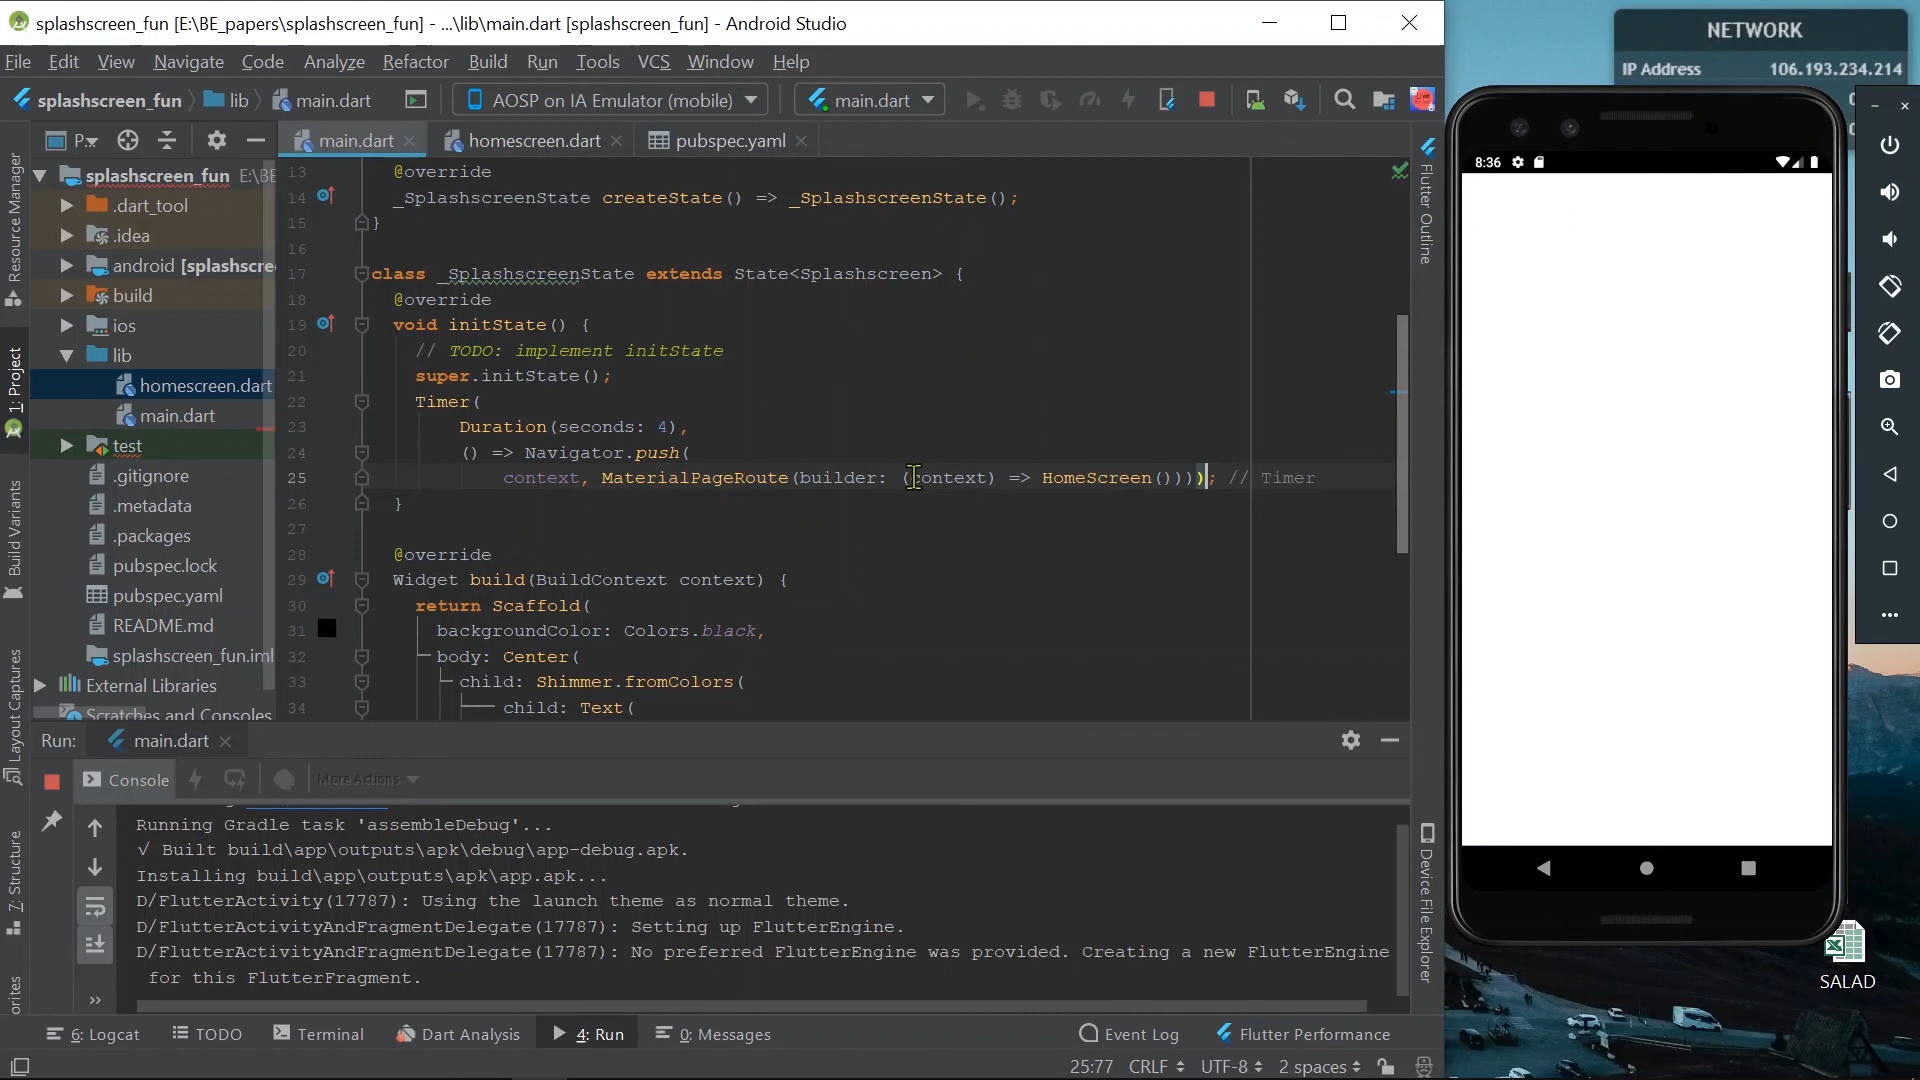 splashscreen_fun [E:\BE_papers\splashscreen_fun] - ...\lib\main.dart [splashscreen_fun] - Android Studio
File Edit View Navigate Code Analyze Refactor Build Run Tools VCS Window Help
splashscreen_fun lib main.dart AOSP on IA Emulator (mobile) main.dart
P... main.dart homescreen.dart pubspec.yaml
NETWORK
IP Address 106.193.234.214
8:36
Resource Manager
1: Project
Build Variants
Layout Captures
7: Structure
splashscreen_fun E:\BE
.dart_tool
.idea
android [splashscre
build
ios
lib
homescreen.dart
main.dart
test
.gitignore
.metadata
.packages
pubspec.lock
pubspec.yaml
README.md
splashscreen_fun.iml
External Libraries
Scratches and Consoles
13 @override
14 _SplashscreenState createState() => _SplashscreenState();
15 }
16
17 class _SplashscreenState extends State<Splashscreen> {
18 @override
19 void initState() {
20 // TODO: implement initState
21 super.initState();
22 Timer(
23 Duration(seconds: 4),
24 () => Navigator.push(
25 context, MaterialPageRoute(builder: (context) => HomeScreen()))); // Timer
26 }
27
28 @override
29 Widget build(BuildContext context) {
30 return Scaffold(
31 backgroundColor: Colors.black,
32 body: Center(
33 child: Shimmer.fromColors(
34 child: Text(
Flutter Outline
Device File Explorer
Run: main.dart
Console More Actions
Running Gradle task 'assembleDebug'...
√ Built build\app\outputs\apk\debug\app-debug.apk.
Installing build\app\outputs\apk\app.apk...
D/FlutterActivity(17787): Using the launch theme as normal theme.
D/FlutterActivityAndFragmentDelegate(17787): Setting up FlutterEngine.
D/FlutterActivityAndFragmentDelegate(17787): No preferred FlutterEngine was provided. Creating a new FlutterEngine
for this FlutterFragment.
6: Logcat TODO Terminal Dart Analysis 4: Run 0: Messages Event Log Flutter Performance
25:77 CRLF UTF-8 2 spaces
SALAD